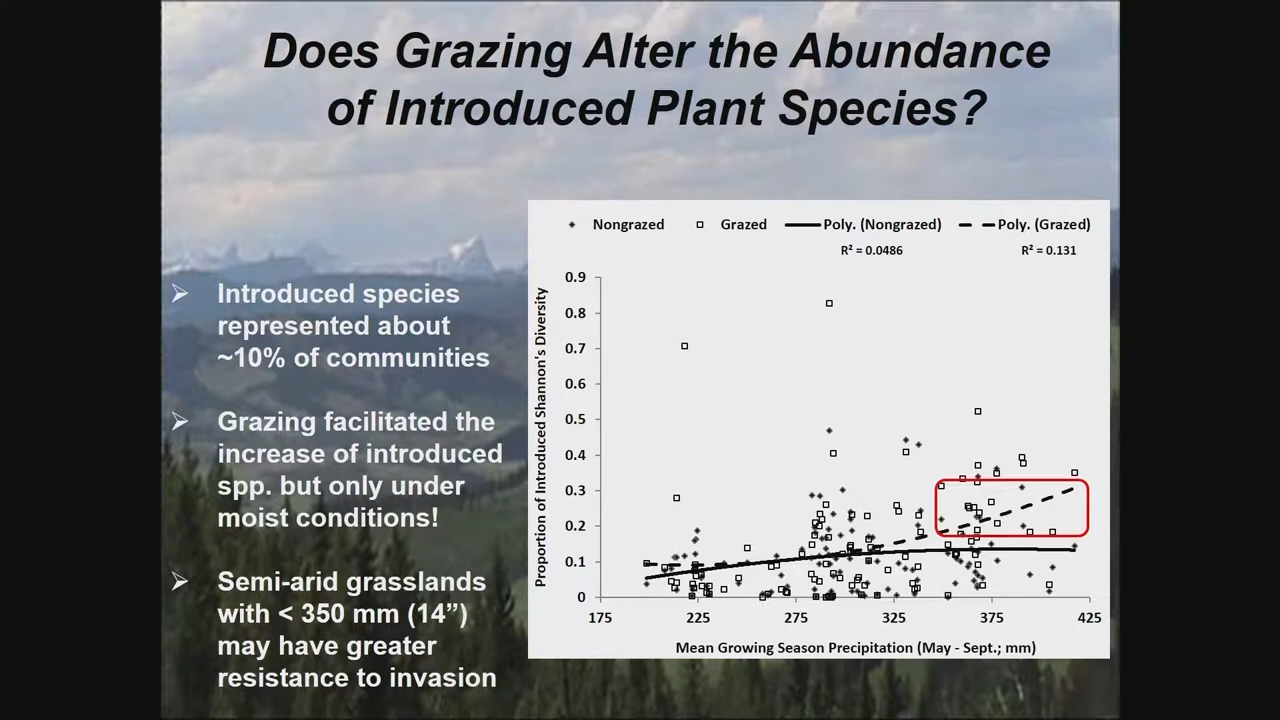 Does Grazing Alter the Abundance
of Introduced Plant Species?
Introduced species
represented about
~10% of communities
Grazing facilitated the
increase of introduced
spp. but only under
moist conditions!
Semi-arid grasslands
with < 350 mm (14”)
may have greater
resistance to invasion
Nongrazed Grazed Poly. (Nongrazed) Poly. (Grazed)
R² = 0.0486 R² = 0.131
Proportion of Introduced Shannon's Diversity
0.9
0.8
0.7
0.6
0.5
0.4
0.3
0.2
0.1
0
175 225 275 325 375 425
Mean Growing Season Precipitation (May - Sept.; mm)